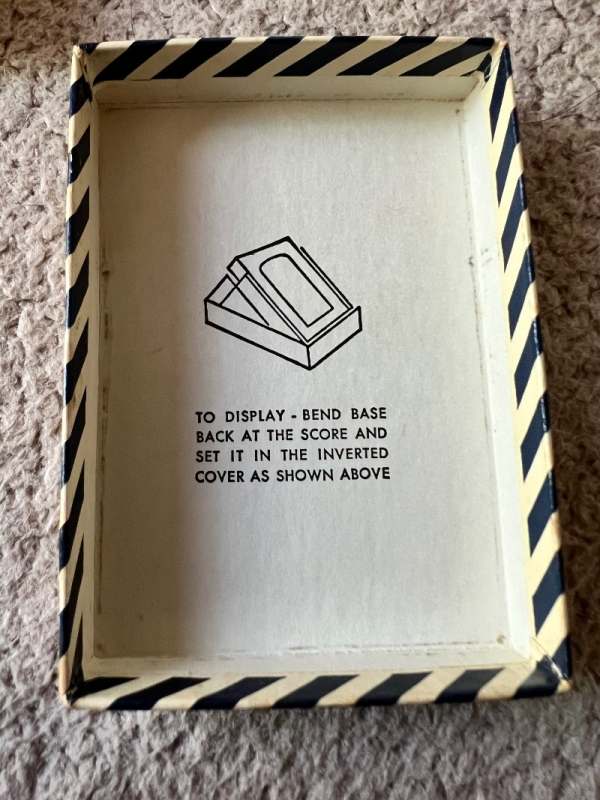 TO DISPLAY - BEND BASE
BACK AT THE SCORE AND
SET IT IN THE INVERTED
COVER AS SHOWN ABOVE